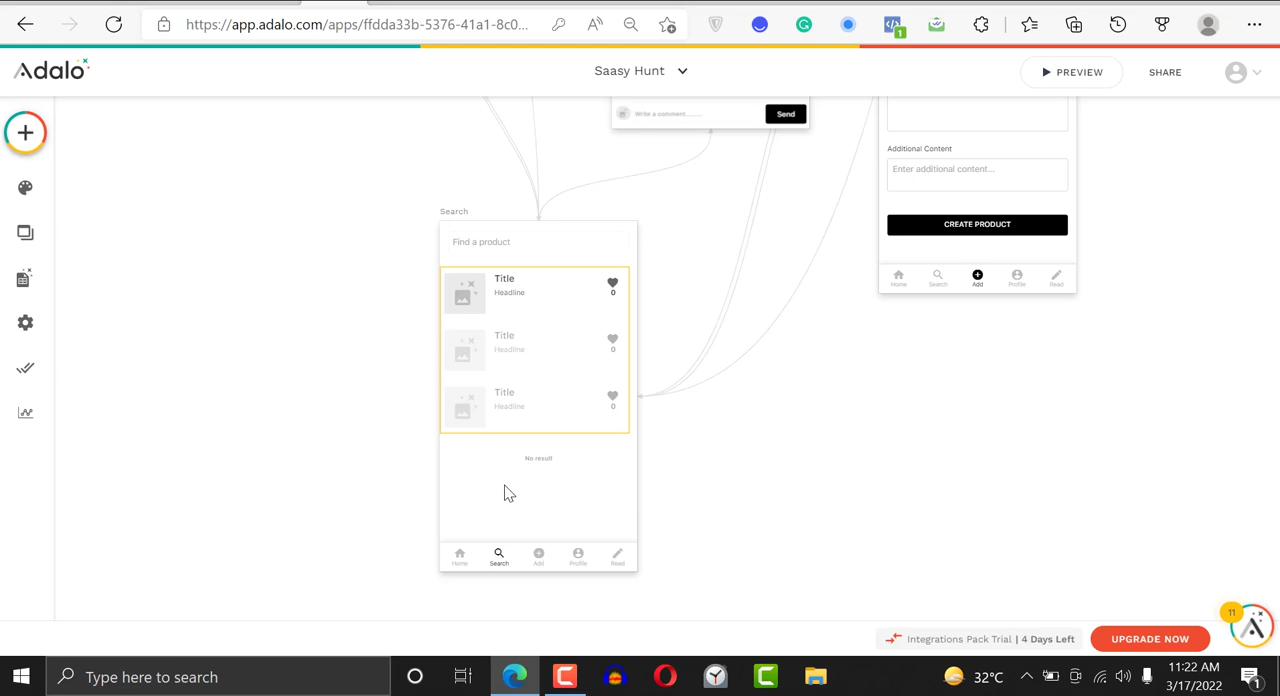 https://app.adalo.com/apps/ffdda33b-5376-41a1-8c0...
1
Adalo
Saasy Hunt
PREVIEW
SHARE
Write a comment........
Send
Additional Content
Enter additional content...
CREATE PRODUCT
Home
Search
Add
Profile
Read
Search
Find a product
Title
Headline
0
Title
Headline
0
Title
Headline
0
No result
Home
Search
Add
Profile
Read
11
Integrations Pack Trial | 4 Days Left
UPGRADE NOW
Type here to search
32°C
11:22 AM
3/17/2022
1